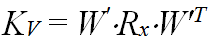 K_V = W'·R_x·W'^T